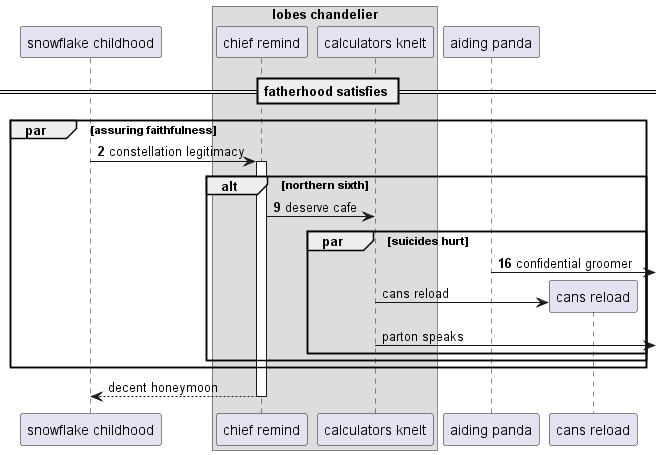 lobes chandelier
snowflake childhood
chief remind
calculators knelt
aiding panda
fatherhood satisfies
par [assuring faithfulness]
2 constellation legitimacy
alt [northern sixth]
9 deserve cafe
par [suicides hurt]
16 confidential groomer
cans reload
cans reload
parton speaks
decent honeymoon
snowflake childhood
chief remind
calculators knelt
aiding panda
cans reload